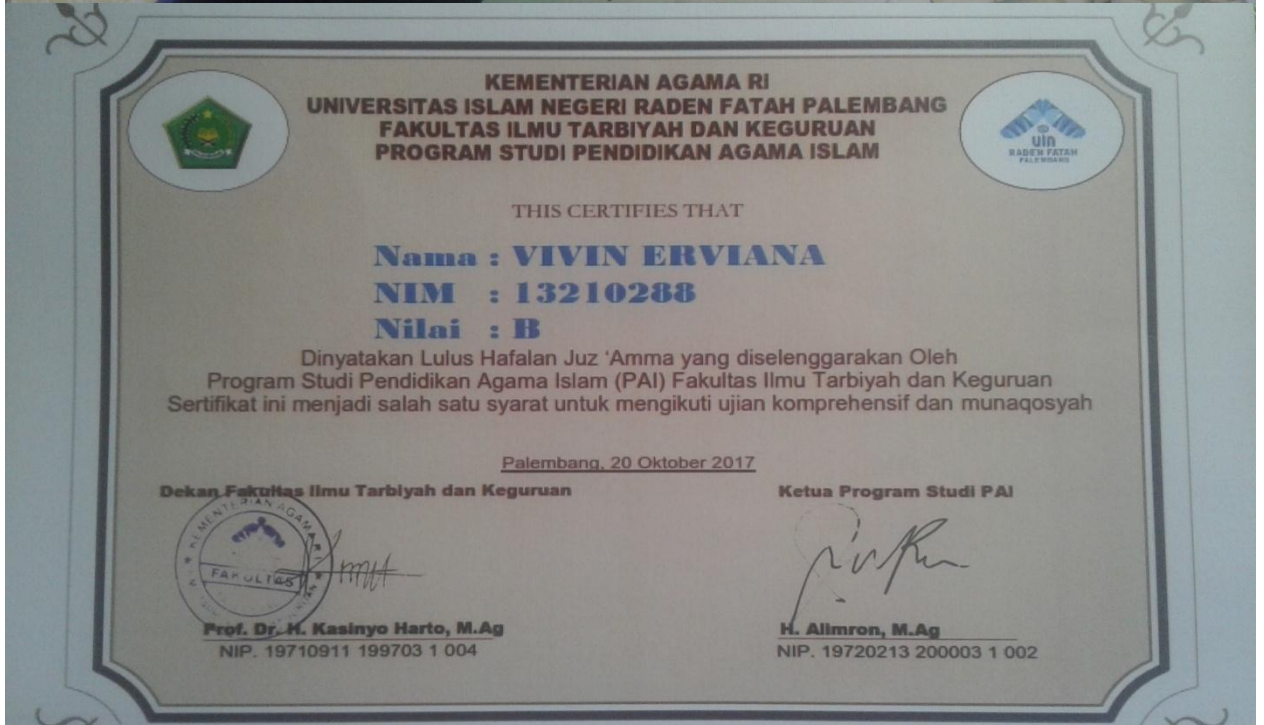 KEMENTERIAN AGAMA RI
UNIVERSITAS ISLAM NEGERI RADEN FATAH PALEMBANG
FAKULTAS ILMU TARBIYAH DAN KEGURUAN
PROGRAM STUDI PENDIDIKAN AGAMA ISLAM
uin
RADEN FATAH
PALEMBANG
THIS CERTIFIES THAT
Nama : VIVIN ERVIANA
NIM : 13210288
Nilai : B
Dinyatakan Lulus Hafalan Juz ‘Amma yang diselenggarakan Oleh
Program Studi Pendidikan Agama Islam (PAI) Fakultas Ilmu Tarbiyah dan Keguruan
Sertifikat ini menjadi salah satu syarat untuk mengikuti ujian komprehensif dan munaqosyah
Palembang, 20 Oktober 2017
Dekan Fakultas Ilmu Tarbiyah dan Keguruan
KEMENTERIAN AGAMA RI
FAKULTAS
Prof. Dr. H. Kasinyo Harto, M.Ag
NIP. 19710911 199703 1 004
Ketua Program Studi PAI
H. Alimron, M.Ag
NIP. 19720213 200003 1 002